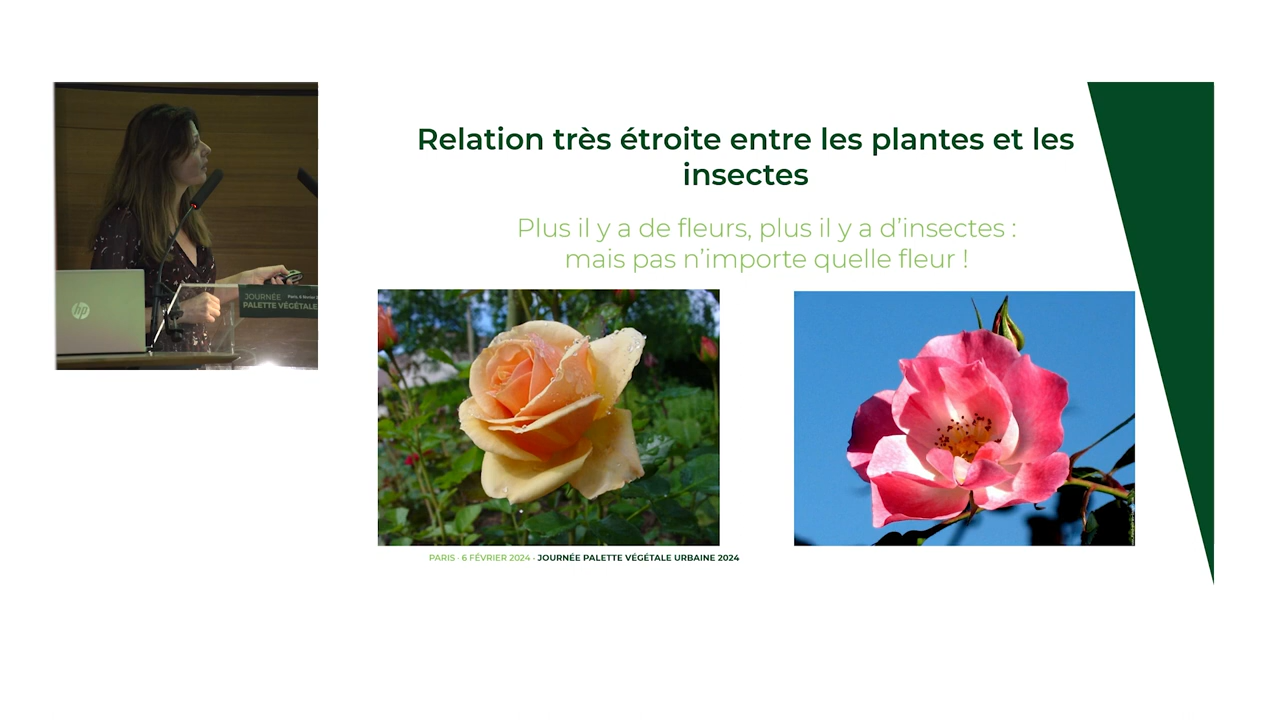 Relation très étroite entre les plantes et les
insectes
Plus il y a de fleurs, plus il y a d’insectes :
mais pas n’importe quelle fleur !
hp
JOURNÉE
PALETTE VÉGÉTALE
PARIS - 6 FÉVRIER 2024 - JOURNÉE PALETTE VÉGÉTALE URBAINE 2024